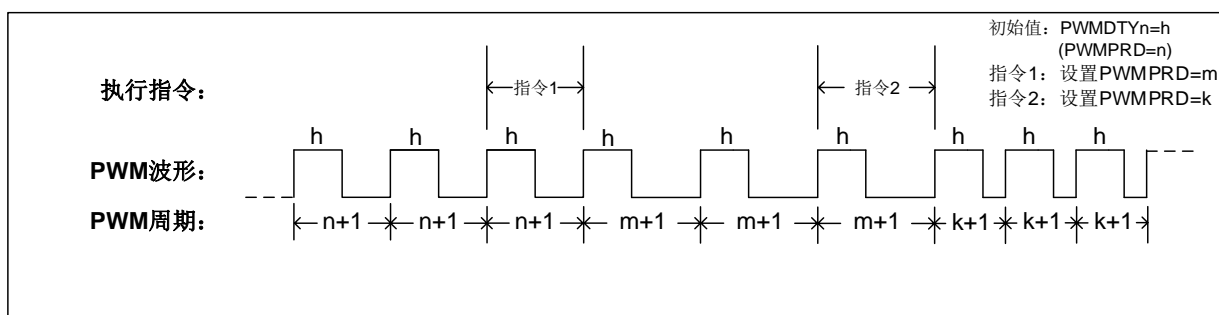 初始值：PWMDTYn=h
(PWMPRD=n)
指令1：设置PWMPRD=m
指令2：设置PWMPRD=k
执行指令：
指令1 指令2
h h h h h h h h h
PWM波形：
PWM周期：
n+1 n+1 n+1 m+1 m+1 m+1 k+1 k+1 k+1